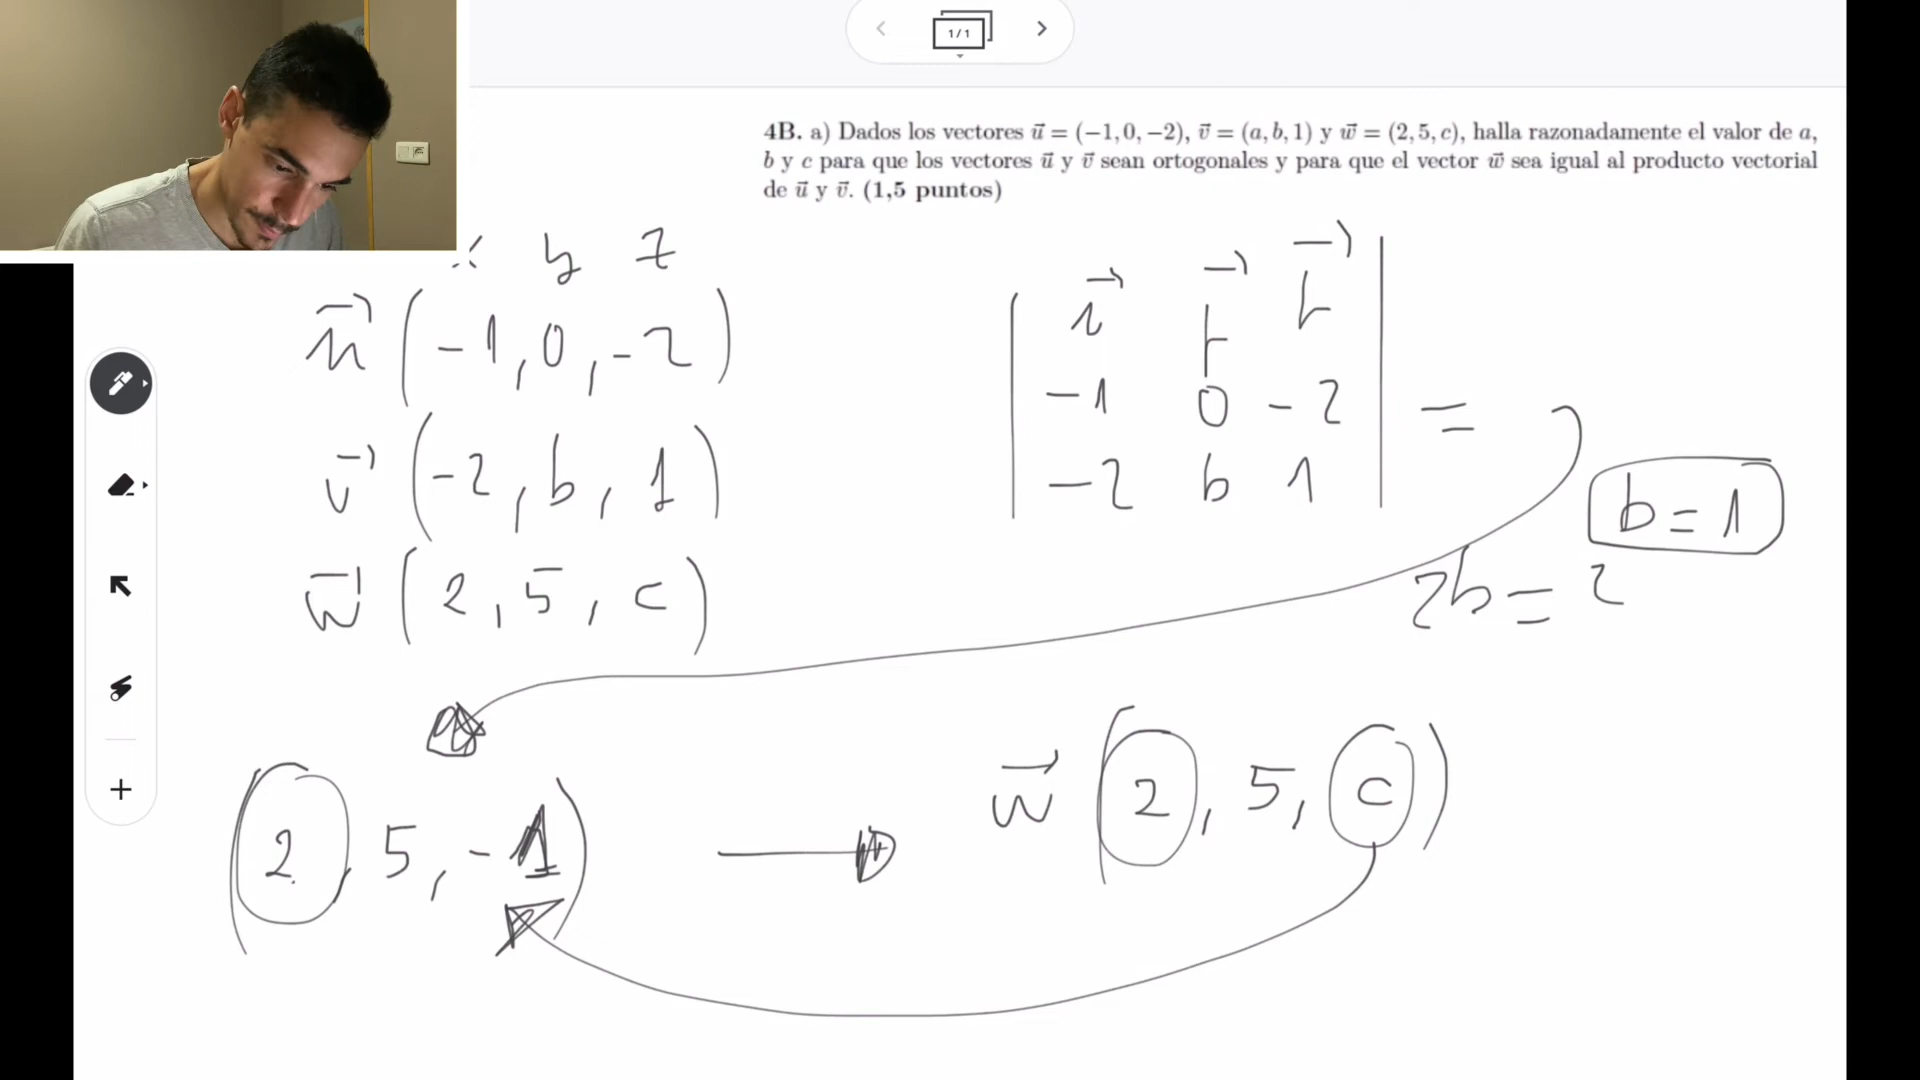 1/1
4B. a) Dados los vectores u⃗ = (−1, 0, −2), v⃗ = (a, b, 1) y w⃗ = (2, 5, c), halla razonadamente el valor de a,
b y c para que los vectores u⃗ y v⃗ sean ortogonales y para que el vector w⃗ sea igual al producto vectorial
de u⃗ y v⃗. (1,5 puntos)
x y z
u⃗ (-1, 0, -2)
v⃗ (-2, b, 1)
w⃗ (2, 5, c)
i⃗
-1 0 -2 =
-2 b 1
b = 1
2b = 2
(2, 5, -1)
w⃗ (2, 5, c)